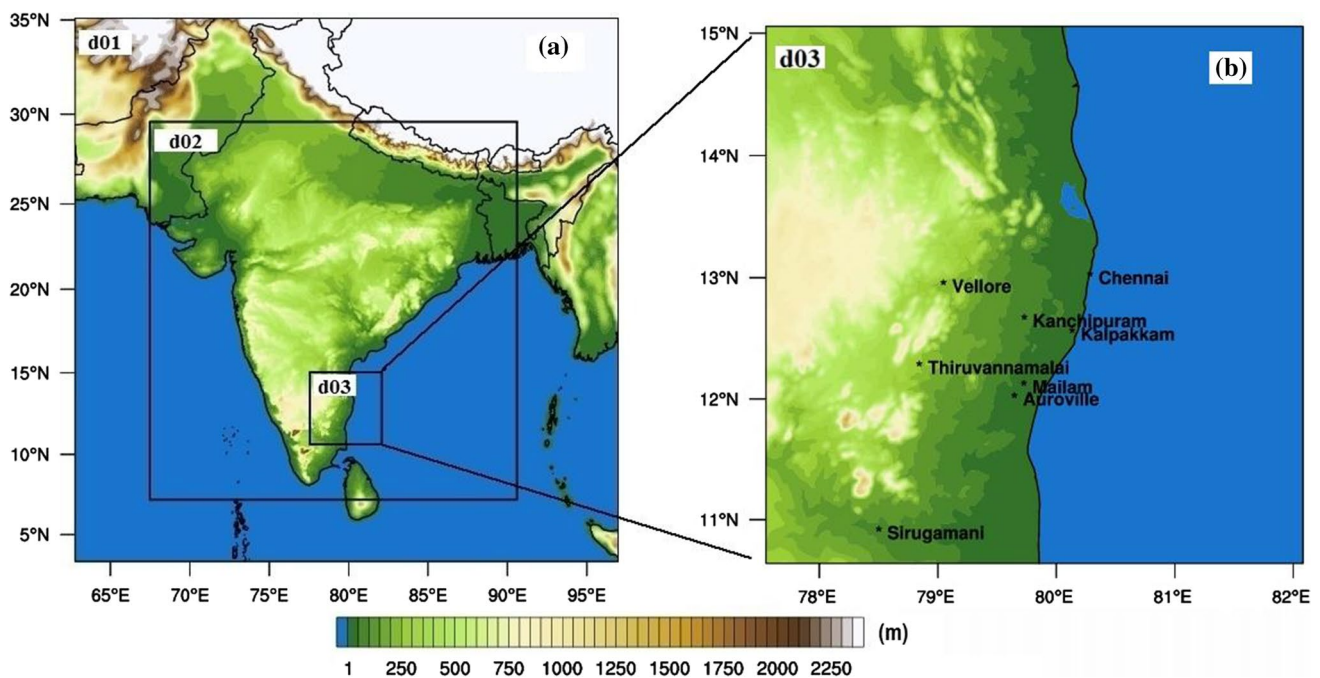 35°N
30°N
25°N
20°N
15°N
10°N
5°N
d01
(a)
d02
d03
65°E
70°E
75°E
80°E
85°E
90°E
95°E
15°N
14°N
13°N
12°N
11°N
d03
(b)
Chennai
Vellore
Kanchipuram
Kalpakkam
Thiruvannamalai
Mailam
Auroville
Sirugamani
78°E
79°E
80°E
81°E
82°E
1 250 500 750 1000 1250 1500 1750 2000 2250
(m)